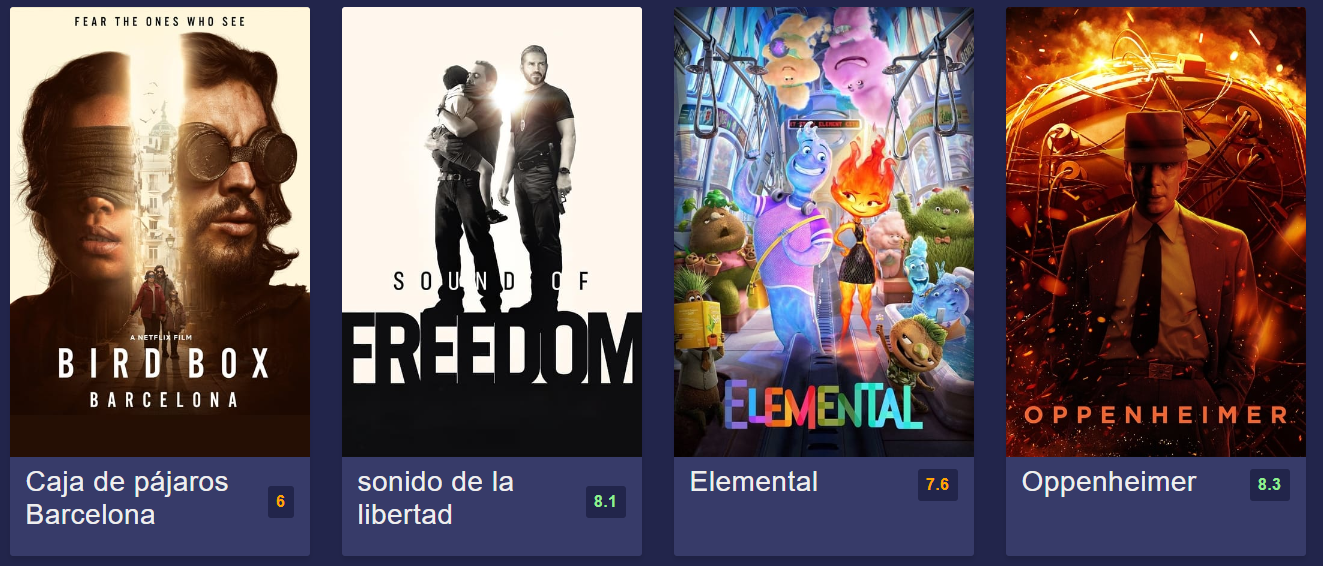 FEAR THE ONES WHO SEE
A NETFLIX FILM
BIRD BOX
BARCELONA
Caja de pájaros
Barcelona
6
SOUND OF
FREEDOM
sonido de la
libertad
8.1
ELEMENTAL
Elemental
7.6
OPPENHEIMER
Oppenheimer
8.3